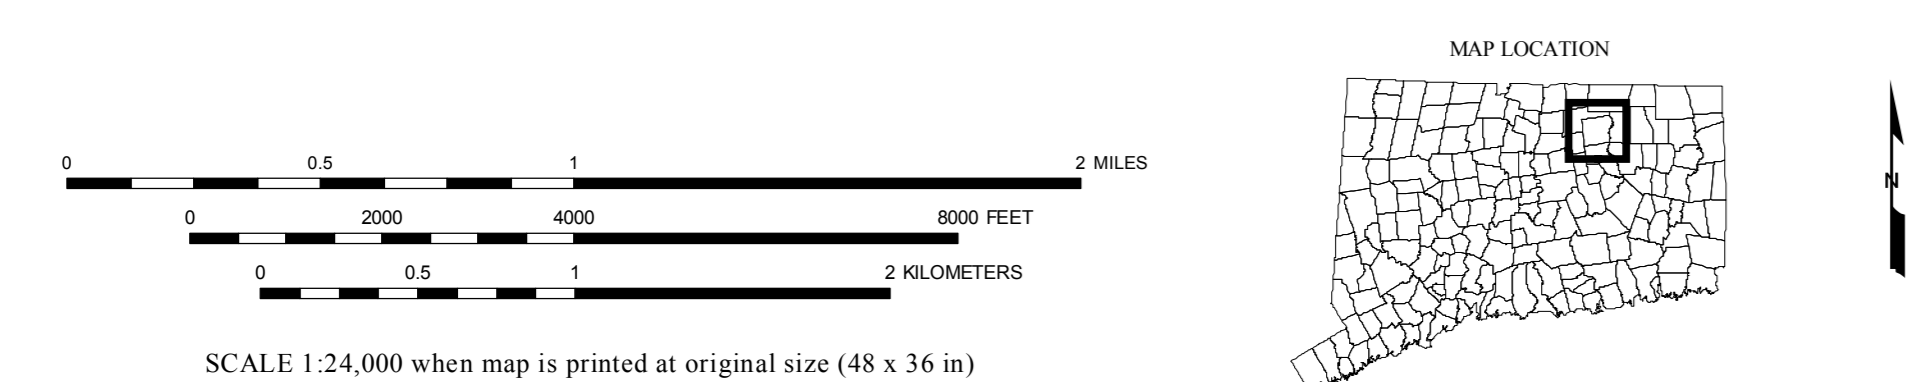 MAP LOCATION
0 0.5 1 2 MILES
0 2000 4000 8000 FEET
0 0.5 1 2 KILOMETERS
SCALE 1:24,000 when map is printed at original size (48 x 36 in)
N